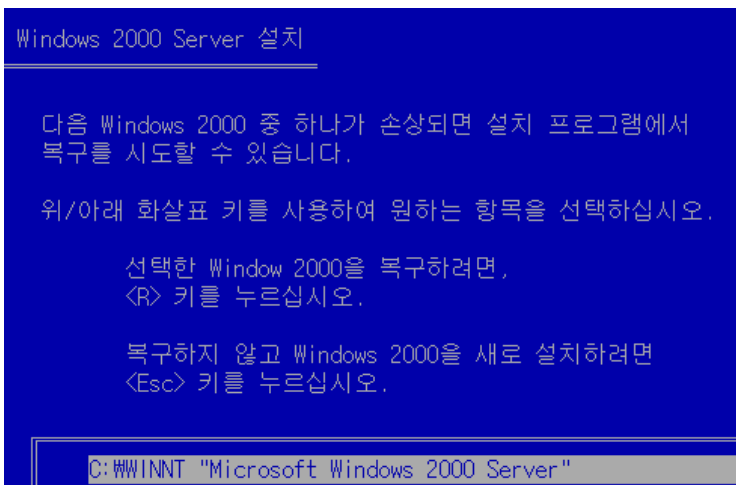 Windows 2000 Server 설치
다음 Windows 2000 중 하나가 손상되면 설치 프로그램에서
복구를 시도할 수 있습니다.
위/아래 화살표 키를 사용하여 원하는 항목을 선택하십시오.
선택한 Window 2000을 복구하려면,
<R> 키를 누르십시오.
복구하지 않고 Windows 2000을 새로 설치하려면
<Esc> 키를 누르십시오.
C:₩WINNT "Microsoft Windows 2000 Server"